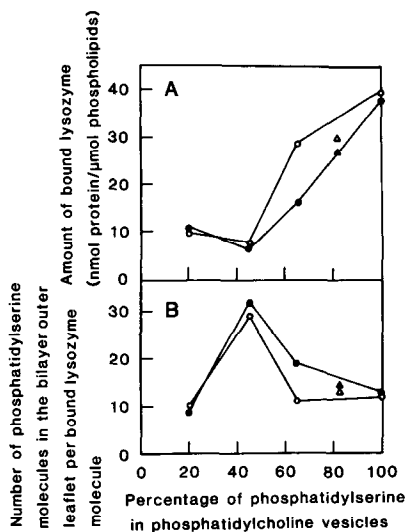 Amount of bound lysozyme
(nmol protein/μmol phospholipids)
A
40
30
20
10
0
Number of phosphatidylserine
molecules in the bilayer outer
leaflet per bound lysozyme
molecule
B
30
20
10
0
0 20 40 60 80 100
Percentage of phosphatidylserine
in phosphatidylcholine vesicles